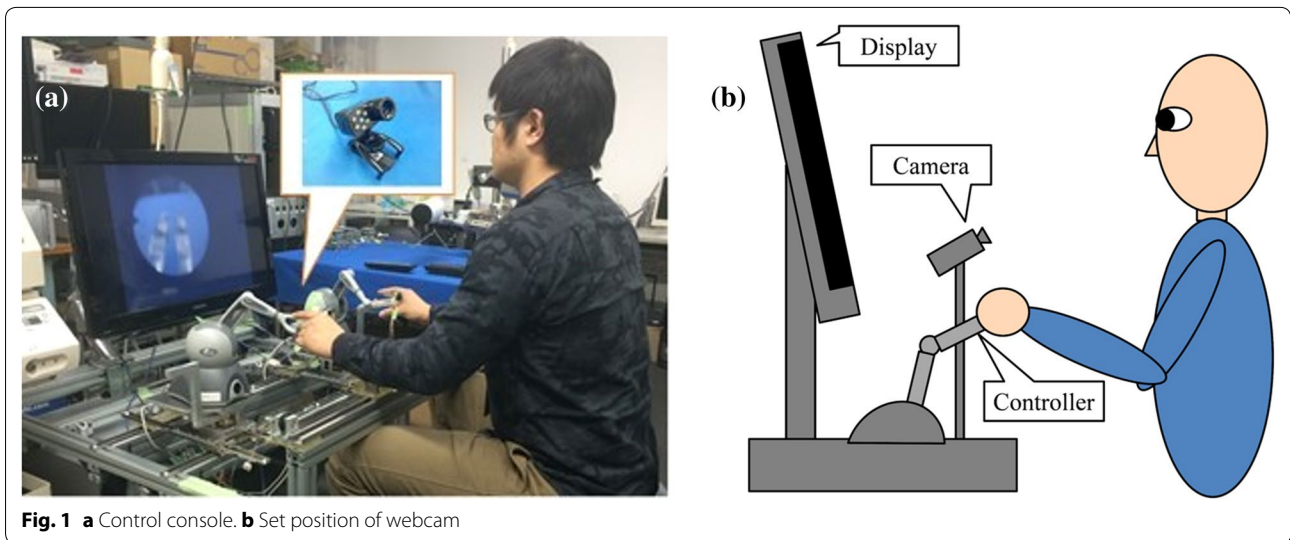 (a)
(b)
Display
Camera
Controller
Fig. 1 a Control console. b Set position of webcam